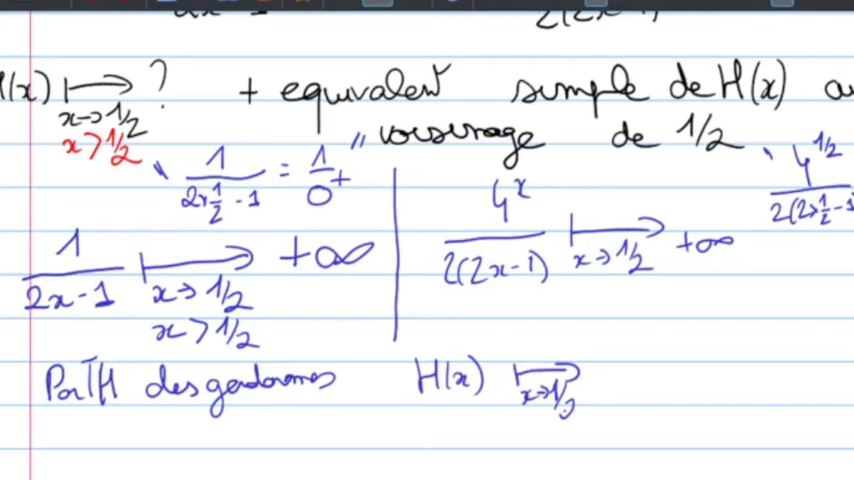 H(x) ⟼ ? + equivalent simple de H(x) au
x→1/2 voisinage de 1/2
x>1/2
" 1/(2×1/2 - 1) = 1/0+ "
" 4^1/2 / 2(2×1/2-1
1/(2x-1) ⟼ +∞
x→1/2
x>1/2
4^x / 2(2x-1) ⟼ +∞
x→1/2
Par TH des gendarmes H(x) ⟼
x→1/2